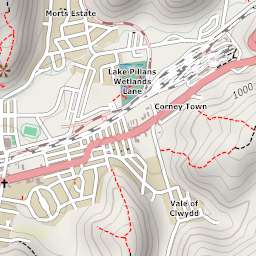 Morts Estate
Lake Pillans
Wetlands
Lane
Corney Town
1000
Vale of
Clwydd